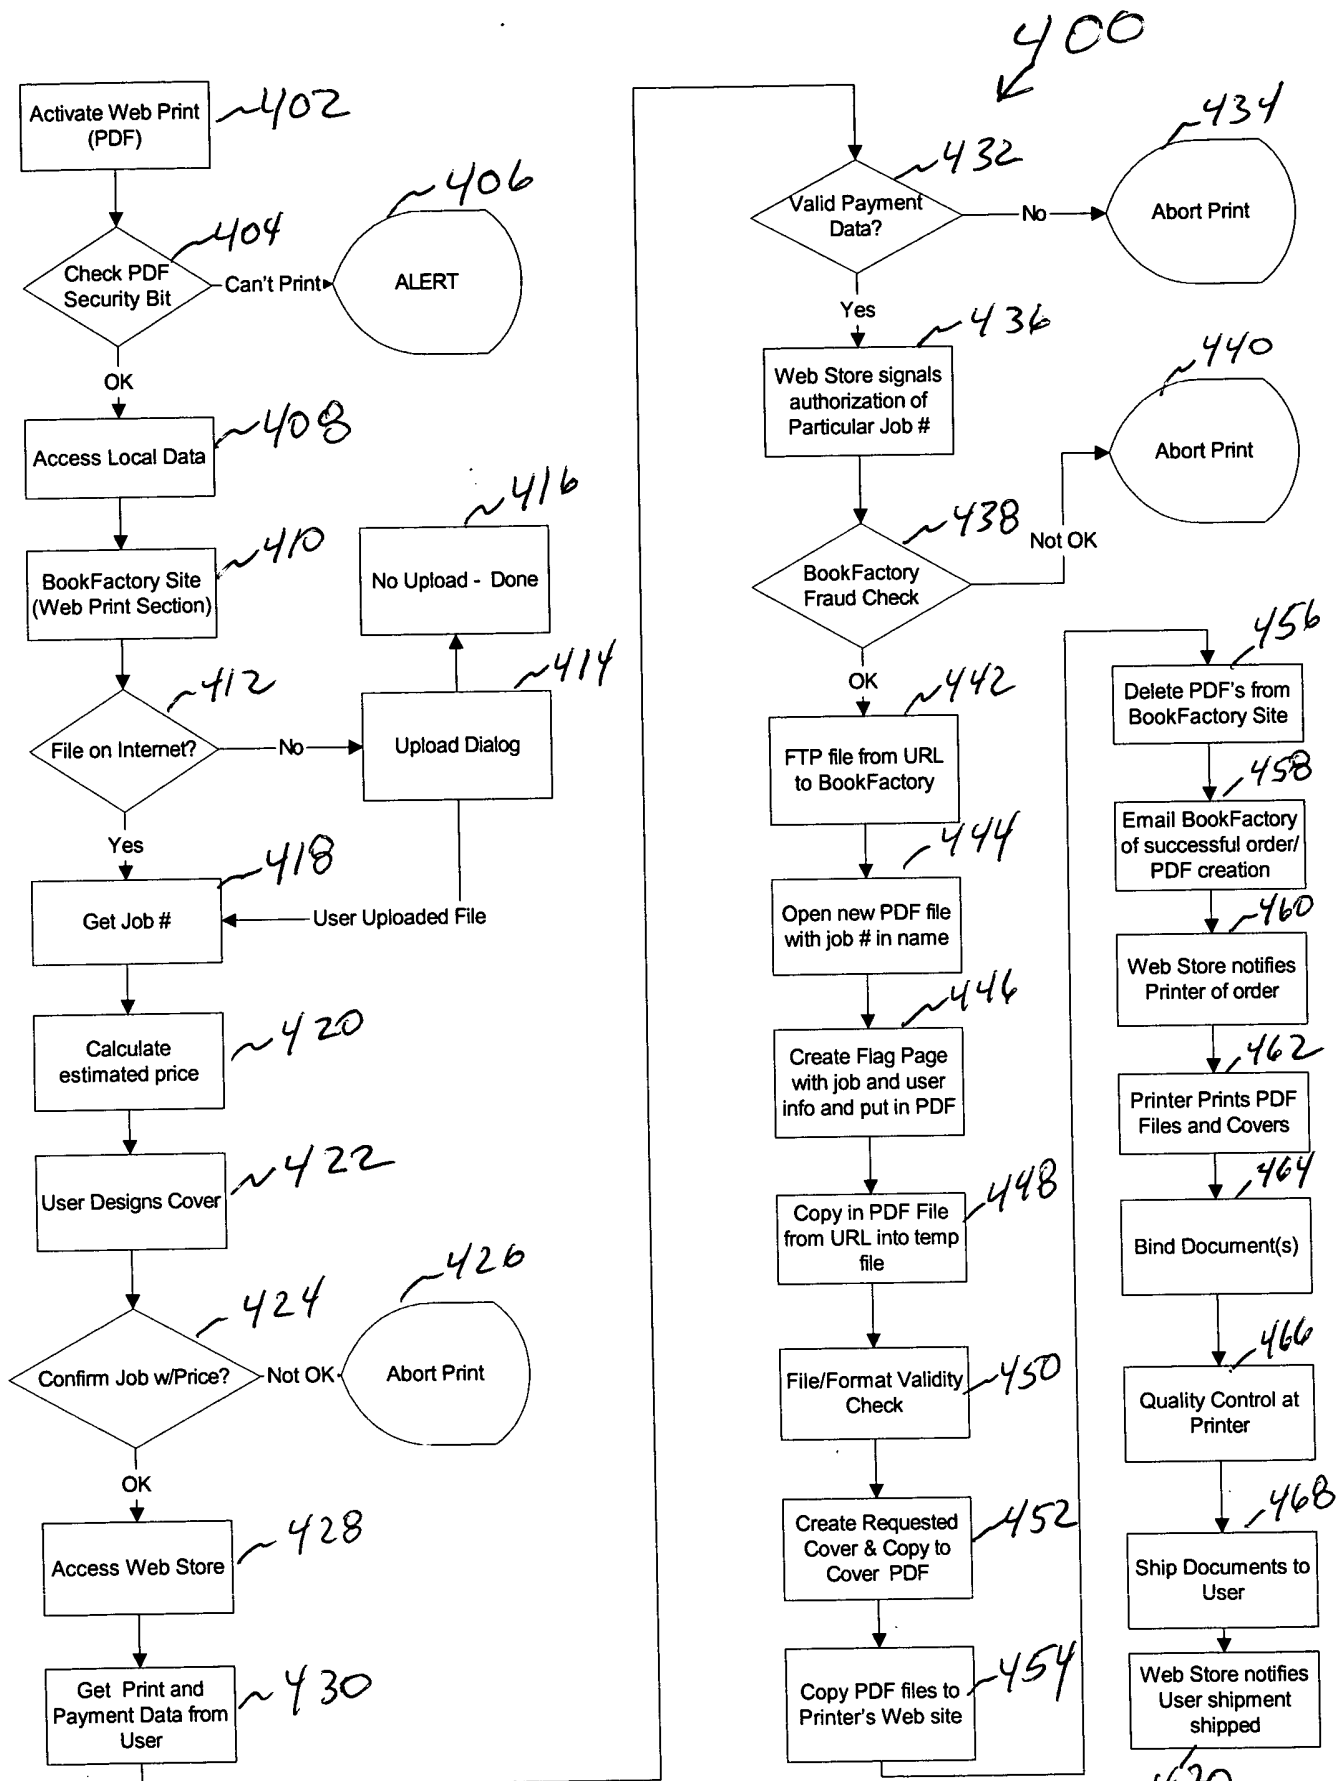 400
Activate Web Print
(PDF)
402
Check PDF
Security Bit
404
Can't Print
ALERT
406
OK
Access Local Data
408
BookFactory Site
(Web Print Section)
410
File on Internet?
412
No
Upload Dialog
414
No Upload - Done
416
Yes
User Uploaded File
Get Job #
418
Calculate
estimated price
420
User Designs Cover
422
Confirm Job w/Price?
424
Not OK
Abort Print
426
OK
Access Web Store
428
Get Print and
Payment Data from
User
430
Valid Payment
Data?
432
No
Abort Print
434
Yes
Web Store signals
authorization of
Particular Job #
436
BookFactory
Fraud Check
438
Not OK
Abort Print
440
OK
FTP file from URL
to BookFactory
442
Open new PDF file
with job # in name
444
Create Flag Page
with job and user
info and put in PDF
446
Copy in PDF File
from URL into temp
file
448
File/Format Validity
Check
450
Create Requested
Cover & Copy to
Cover PDF
452
Copy PDF files to
Printer's Web site
454
Delete PDF's from
BookFactory Site
456
Email BookFactory
of successful order/
PDF creation
458
Web Store notifies
Printer of order
460
Printer Prints PDF
Files and Covers
462
Bind Document(s)
464
Quality Control at
Printer
466
Ship Documents to
User
468
Web Store notifies
User shipment
shipped